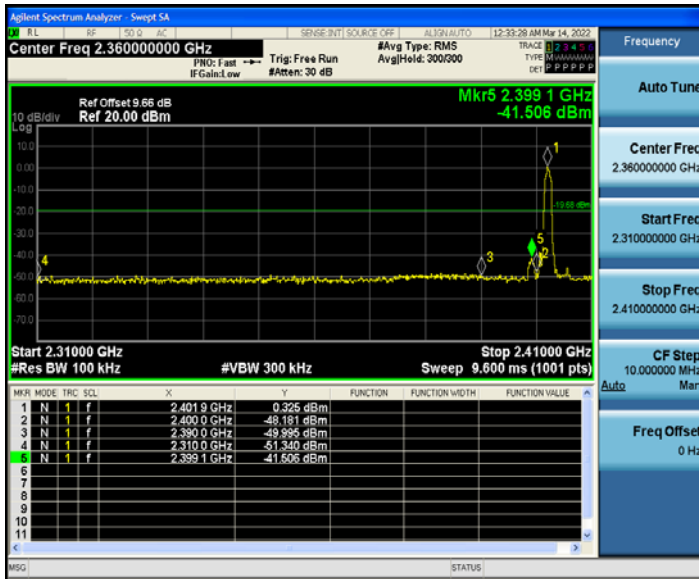 Agilent Spectrum Analyzer - Swept SA
RL RF 50 Ω AC SENSE:INT SOURCE OFF ALIGN AUTO 12:33:28 AM Mar 14, 2022
Center Freq 2.360000000 GHz
PNO: Fast
IFGain:Low
Trig: Free Run
#Atten: 30 dB
#Avg Type: RMS
Avg|Hold: 300/300
TRACE 1 2 3 4 5 6
TYPE M
DET P P P P P P
Mkr5 2.399 1 GHz
-41.506 dBm
Ref Offset 9.66 dB
10 dB/div Ref 20.00 dBm
Log
10.0
0.00
-10.0
-20.0
-30.0
-40.0
-50.0
-60.0
-70.0
-19.68 dBm
1
5
2
3
4
Start 2.31000 GHz Stop 2.41000 GHz
#Res BW 100 kHz #VBW 300 kHz Sweep 9.600 ms (1001 pts)
MKR MODE TRC SCL X Y FUNCTION FUNCTION WIDTH FUNCTION VALUE
1 N 1 f 2.401 9 GHz 0.325 dBm
2 N 1 f 2.400 0 GHz -48.181 dBm
3 N 1 f 2.390 0 GHz -49.995 dBm
4 N 1 f 2.310 0 GHz -51.340 dBm
5 N 1 f 2.399 1 GHz -41.506 dBm
6
7
8
9
10
11
MSG STATUS
Frequency
Auto Tune
Center Freq
2.360000000 GHz
Start Freq
2.310000000 GHz
Stop Freq
2.410000000 GHz
CF Step
10.000000 MHz
Auto Man
Freq Offset
0 Hz